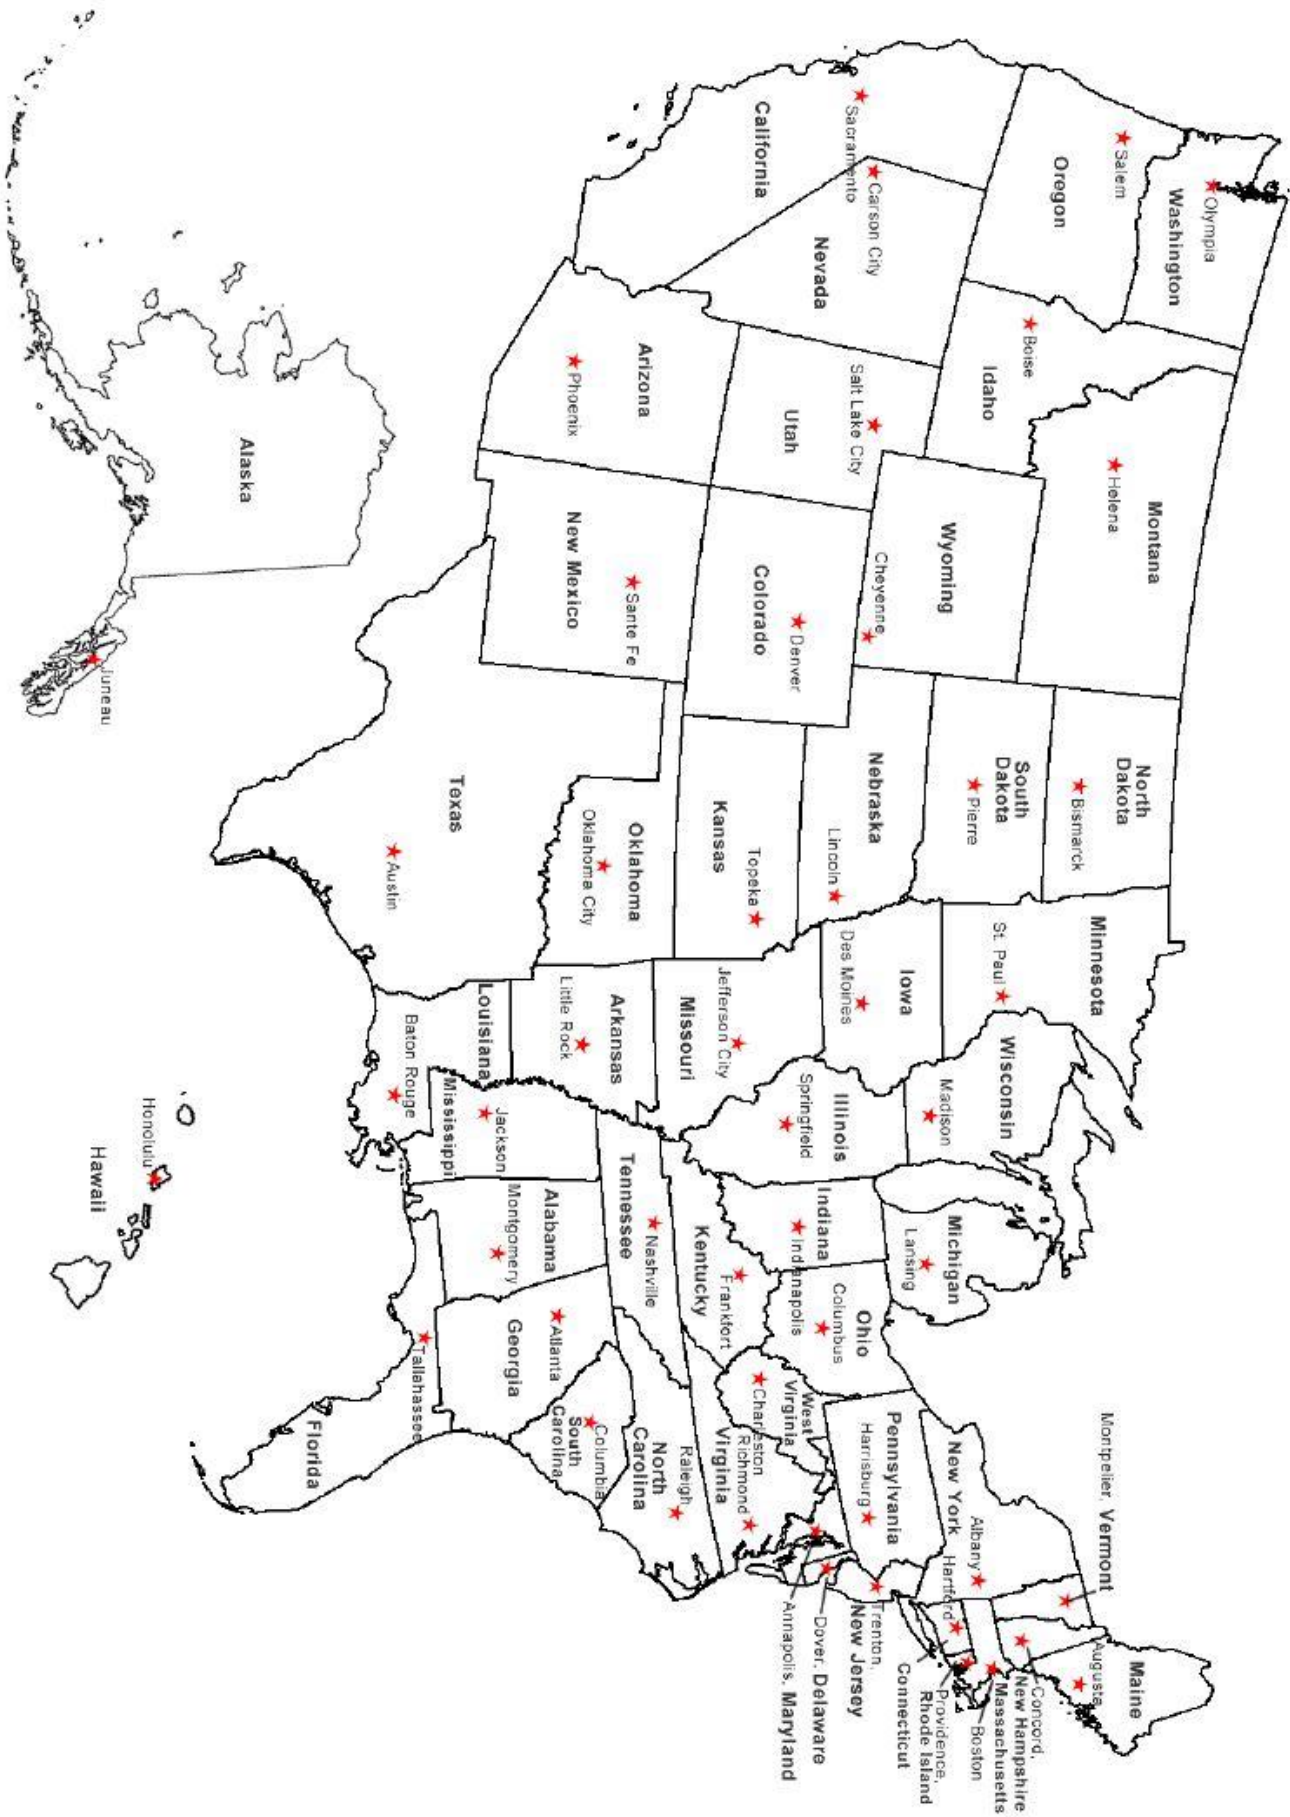 Olympia
Washington
Salem
Oregon
Sacramento
California
Carson City
Nevada
Boise
Idaho
Helena
Montana
Salt Lake City
Utah
Arizona
Phoenix
Wyoming
Cheyenne
Colorado
Denver
New Mexico
Sante Fe
North
Dakota
Bismarck
South
Dakota
Pierre
Nebraska
Lincoln
Kansas
Topeka
Oklahoma
Oklahoma City
Texas
Austin
Minnesota
St. Paul
Iowa
Des Moines
Missouri
Jefferson City
Arkansas
Little Rock
Louisiana
Baton Rouge
Wisconsin
Madison
Illinois
Springfield
Michigan
Lansing
Indiana
Indianapolis
Ohio
Columbus
Kentucky
Frankfort
Tennessee
Nashville
Mississippi
Jackson
Alabama
Montgomery
Georgia
Atlanta
Florida
Tallahassee
South
Carolina
Columbia
North
Carolina
Raleigh
Virginia
Richmond
West
Virginia
Charleston
Pennsylvania
Harrisburg
New York
Albany
Montpelier, Vermont
Maine
Augusta
Concord,
New Hampshire
Massachusetts
Boston
Providence,
Rhode Island
Hartford
Connecticut
Trenton,
New Jersey
Dover, Delaware
Annapolis, Maryland
Alaska
Juneau
Honolulu
Hawaii